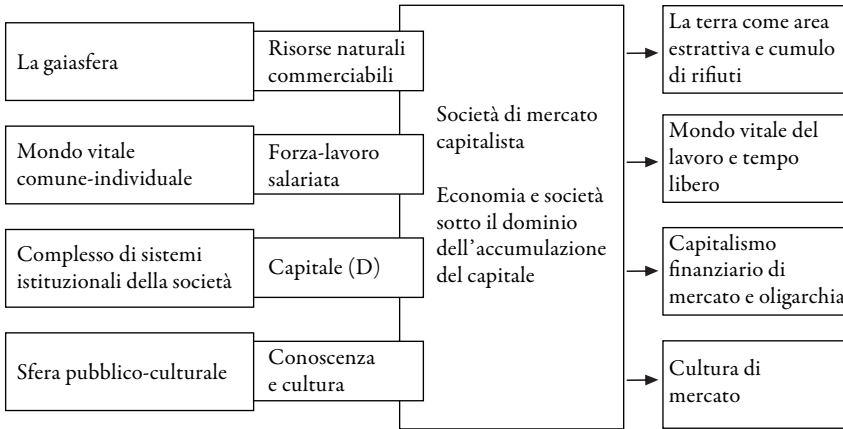 La gaiasfera
Risorse naturali
commerciabili
La terra come area
estrattiva e cumulo
di rifiuti
Mondo vitale
comune-individuale
Forza-lavoro
salariata
Società di mercato
capitalista
Economia e società
sotto il dominio
dell’accumulazione
del capitale
Mondo vitale del
lavoro e tempo
libero
Complesso di sistemi
istituzionali della società
Capitale (D)
Capitalismo
finanziario di
mercato e oligarchia
Sfera pubblico-culturale
Conoscenza
e cultura
Cultura di
mercato